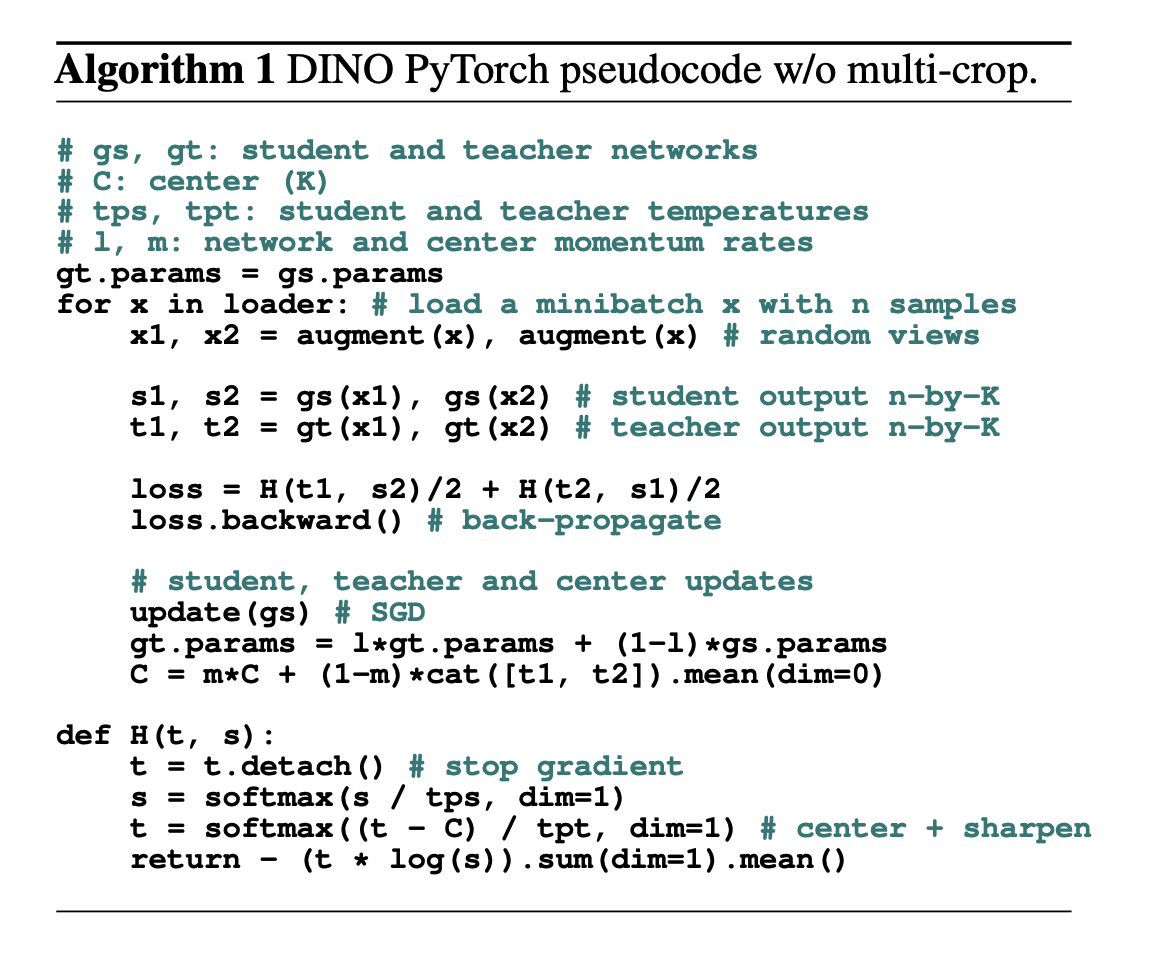 Algorithm 1 DINO PyTorch pseudocode w/o multi-crop.
# gs, gt: student and teacher networks
# C: center (K)
# tps, tpt: student and teacher temperatures
# l, m: network and center momentum rates
gt.params = gs.params
for x in loader: # load a minibatch x with n samples
    x1, x2 = augment(x), augment(x) # random views

    s1, s2 = gs(x1), gs(x2) # student output n-by-K
    t1, t2 = gt(x1), gt(x2) # teacher output n-by-K

    loss = H(t1, s2)/2 + H(t2, s1)/2
    loss.backward() # back-propagate

    # student, teacher and center updates
    update(gs) # SGD
    gt.params = l*gt.params + (1-l)*gs.params
    C = m*C + (1-m)*cat([t1, t2]).mean(dim=0)

def H(t, s):
    t = t.detach() # stop gradient
    s = softmax(s / tps, dim=1)
    t = softmax((t - C) / tpt, dim=1) # center + sharpen
    return - (t * log(s)).sum(dim=1).mean()